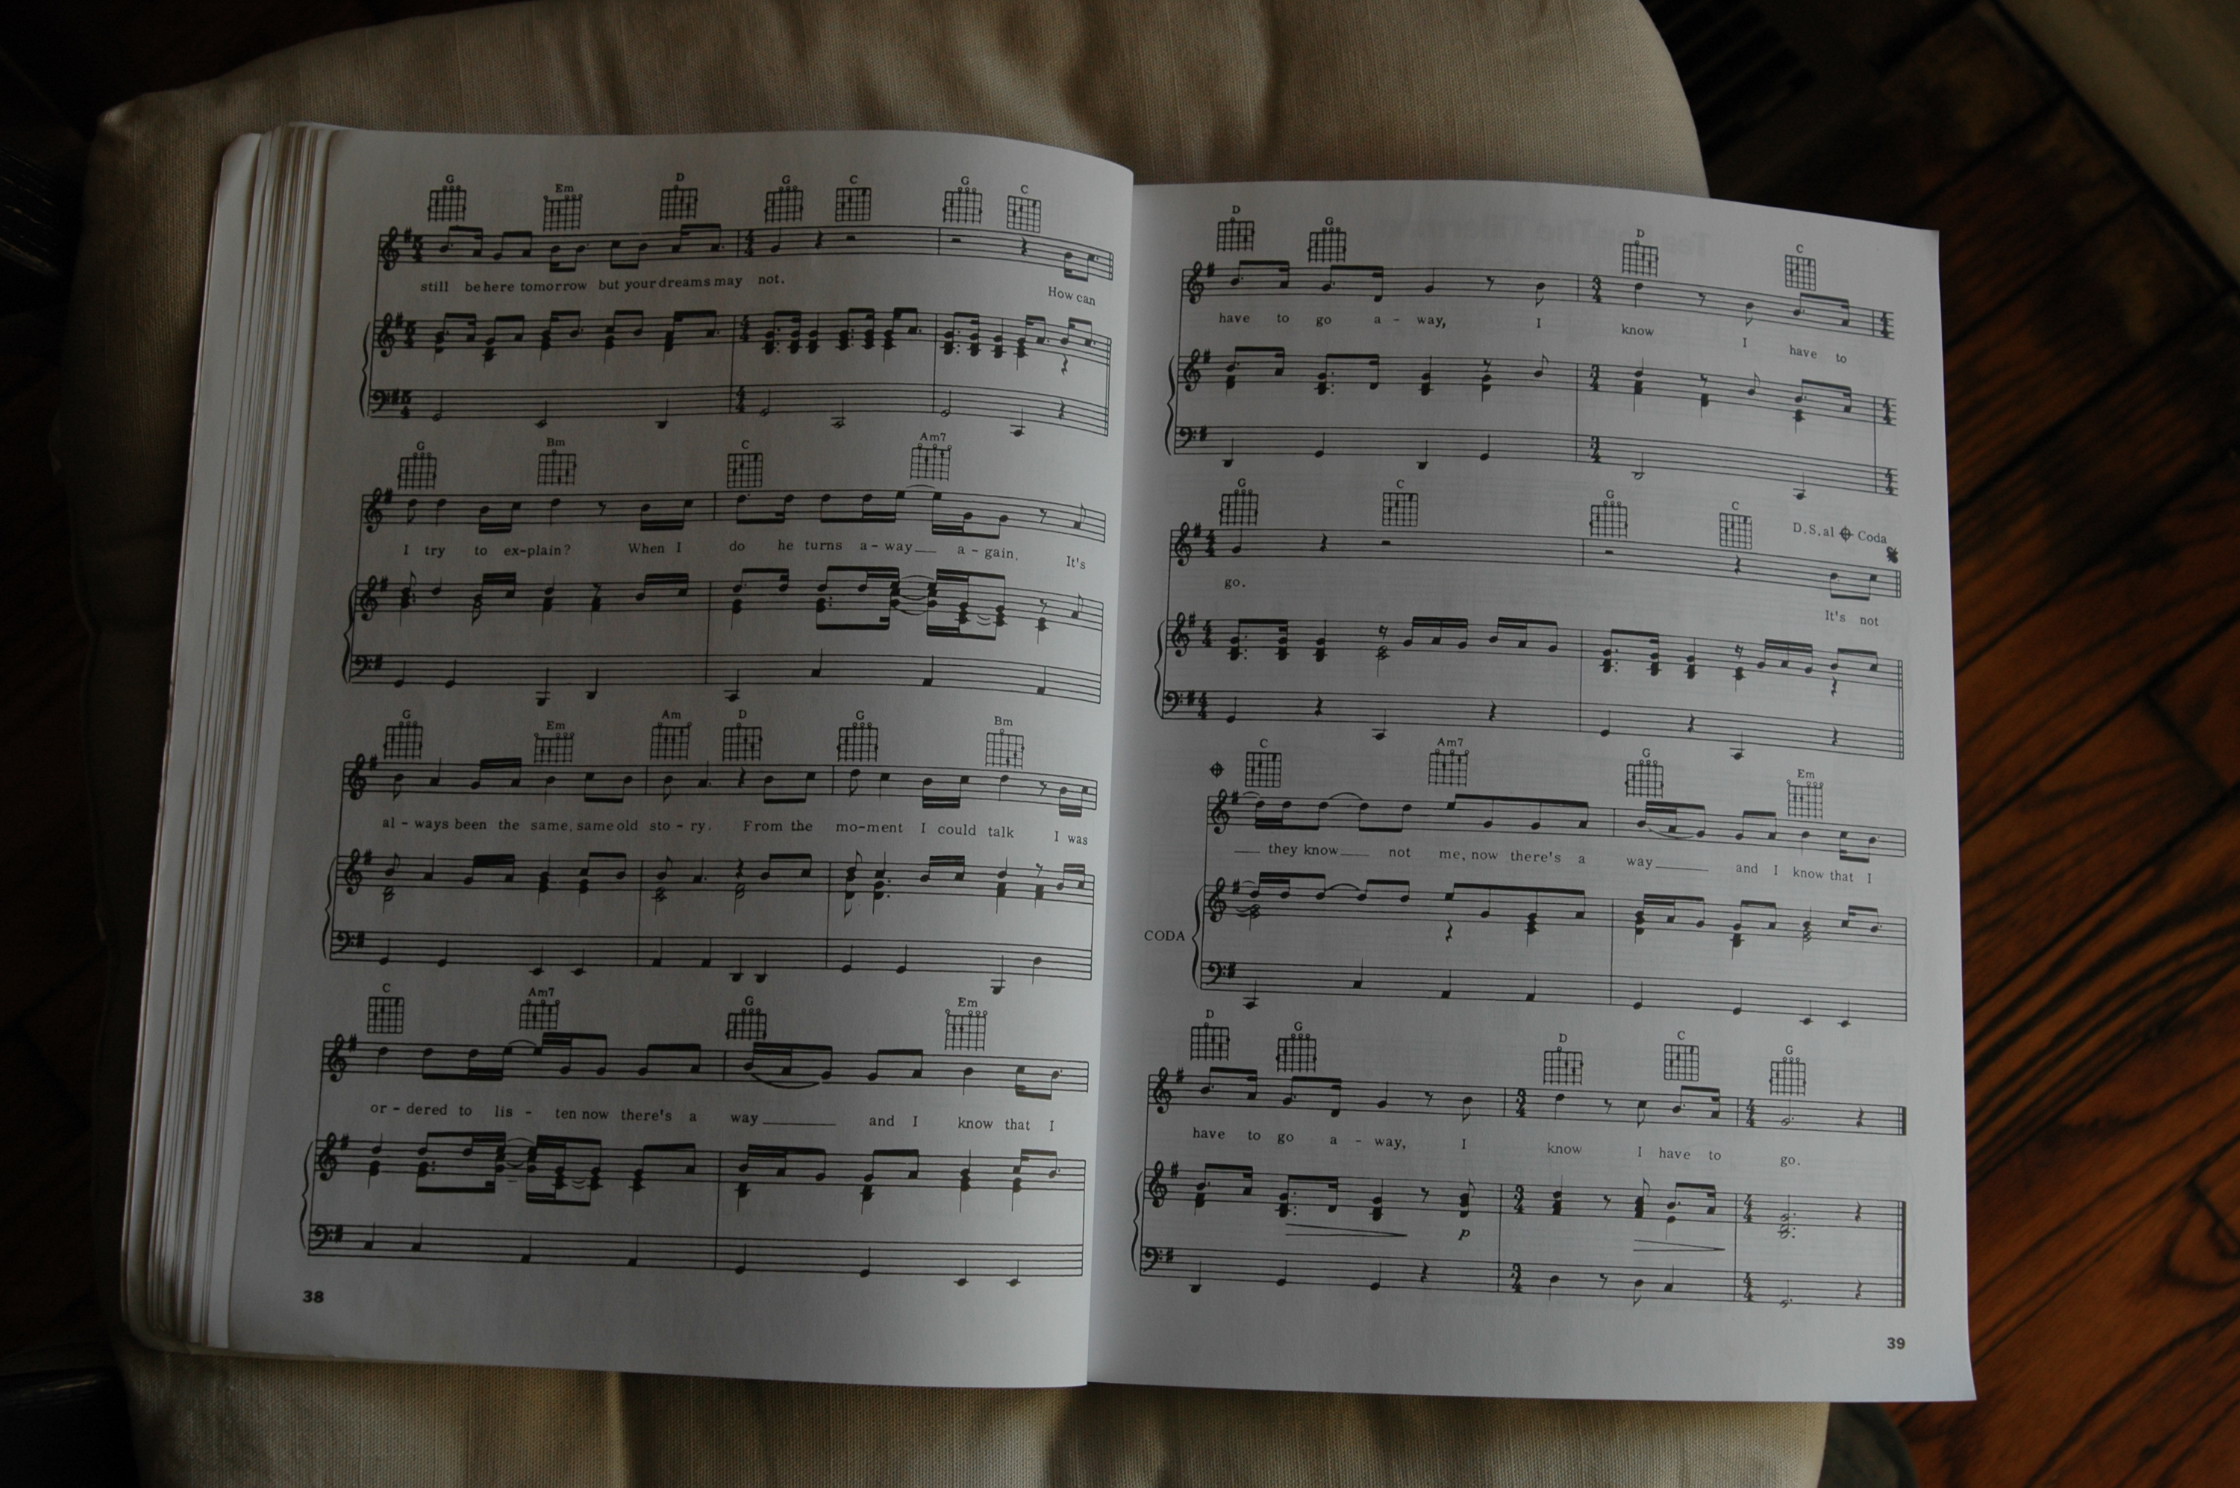 G Em D G C G C
still be here tomorrow but your dreams may not. How can
G Bm C Am7
I try to ex-plain? When I do he turns a-way a-gain. It's
G Em Am D G Bm
al-ways been the same, same old sto-ry. From the mo-ment I could talk I was
C Am7 G Em
or-dered to lis-ten now there's a way and I know that I
38
D G D C
have to go a-way, I know I have to
G C G C D.S. al Coda
go. It's not
C Am7 G Em
they know not me, now there's a way and I know that I
CODA
D G D C G
have to go a-way, I know I have to go.
p
39